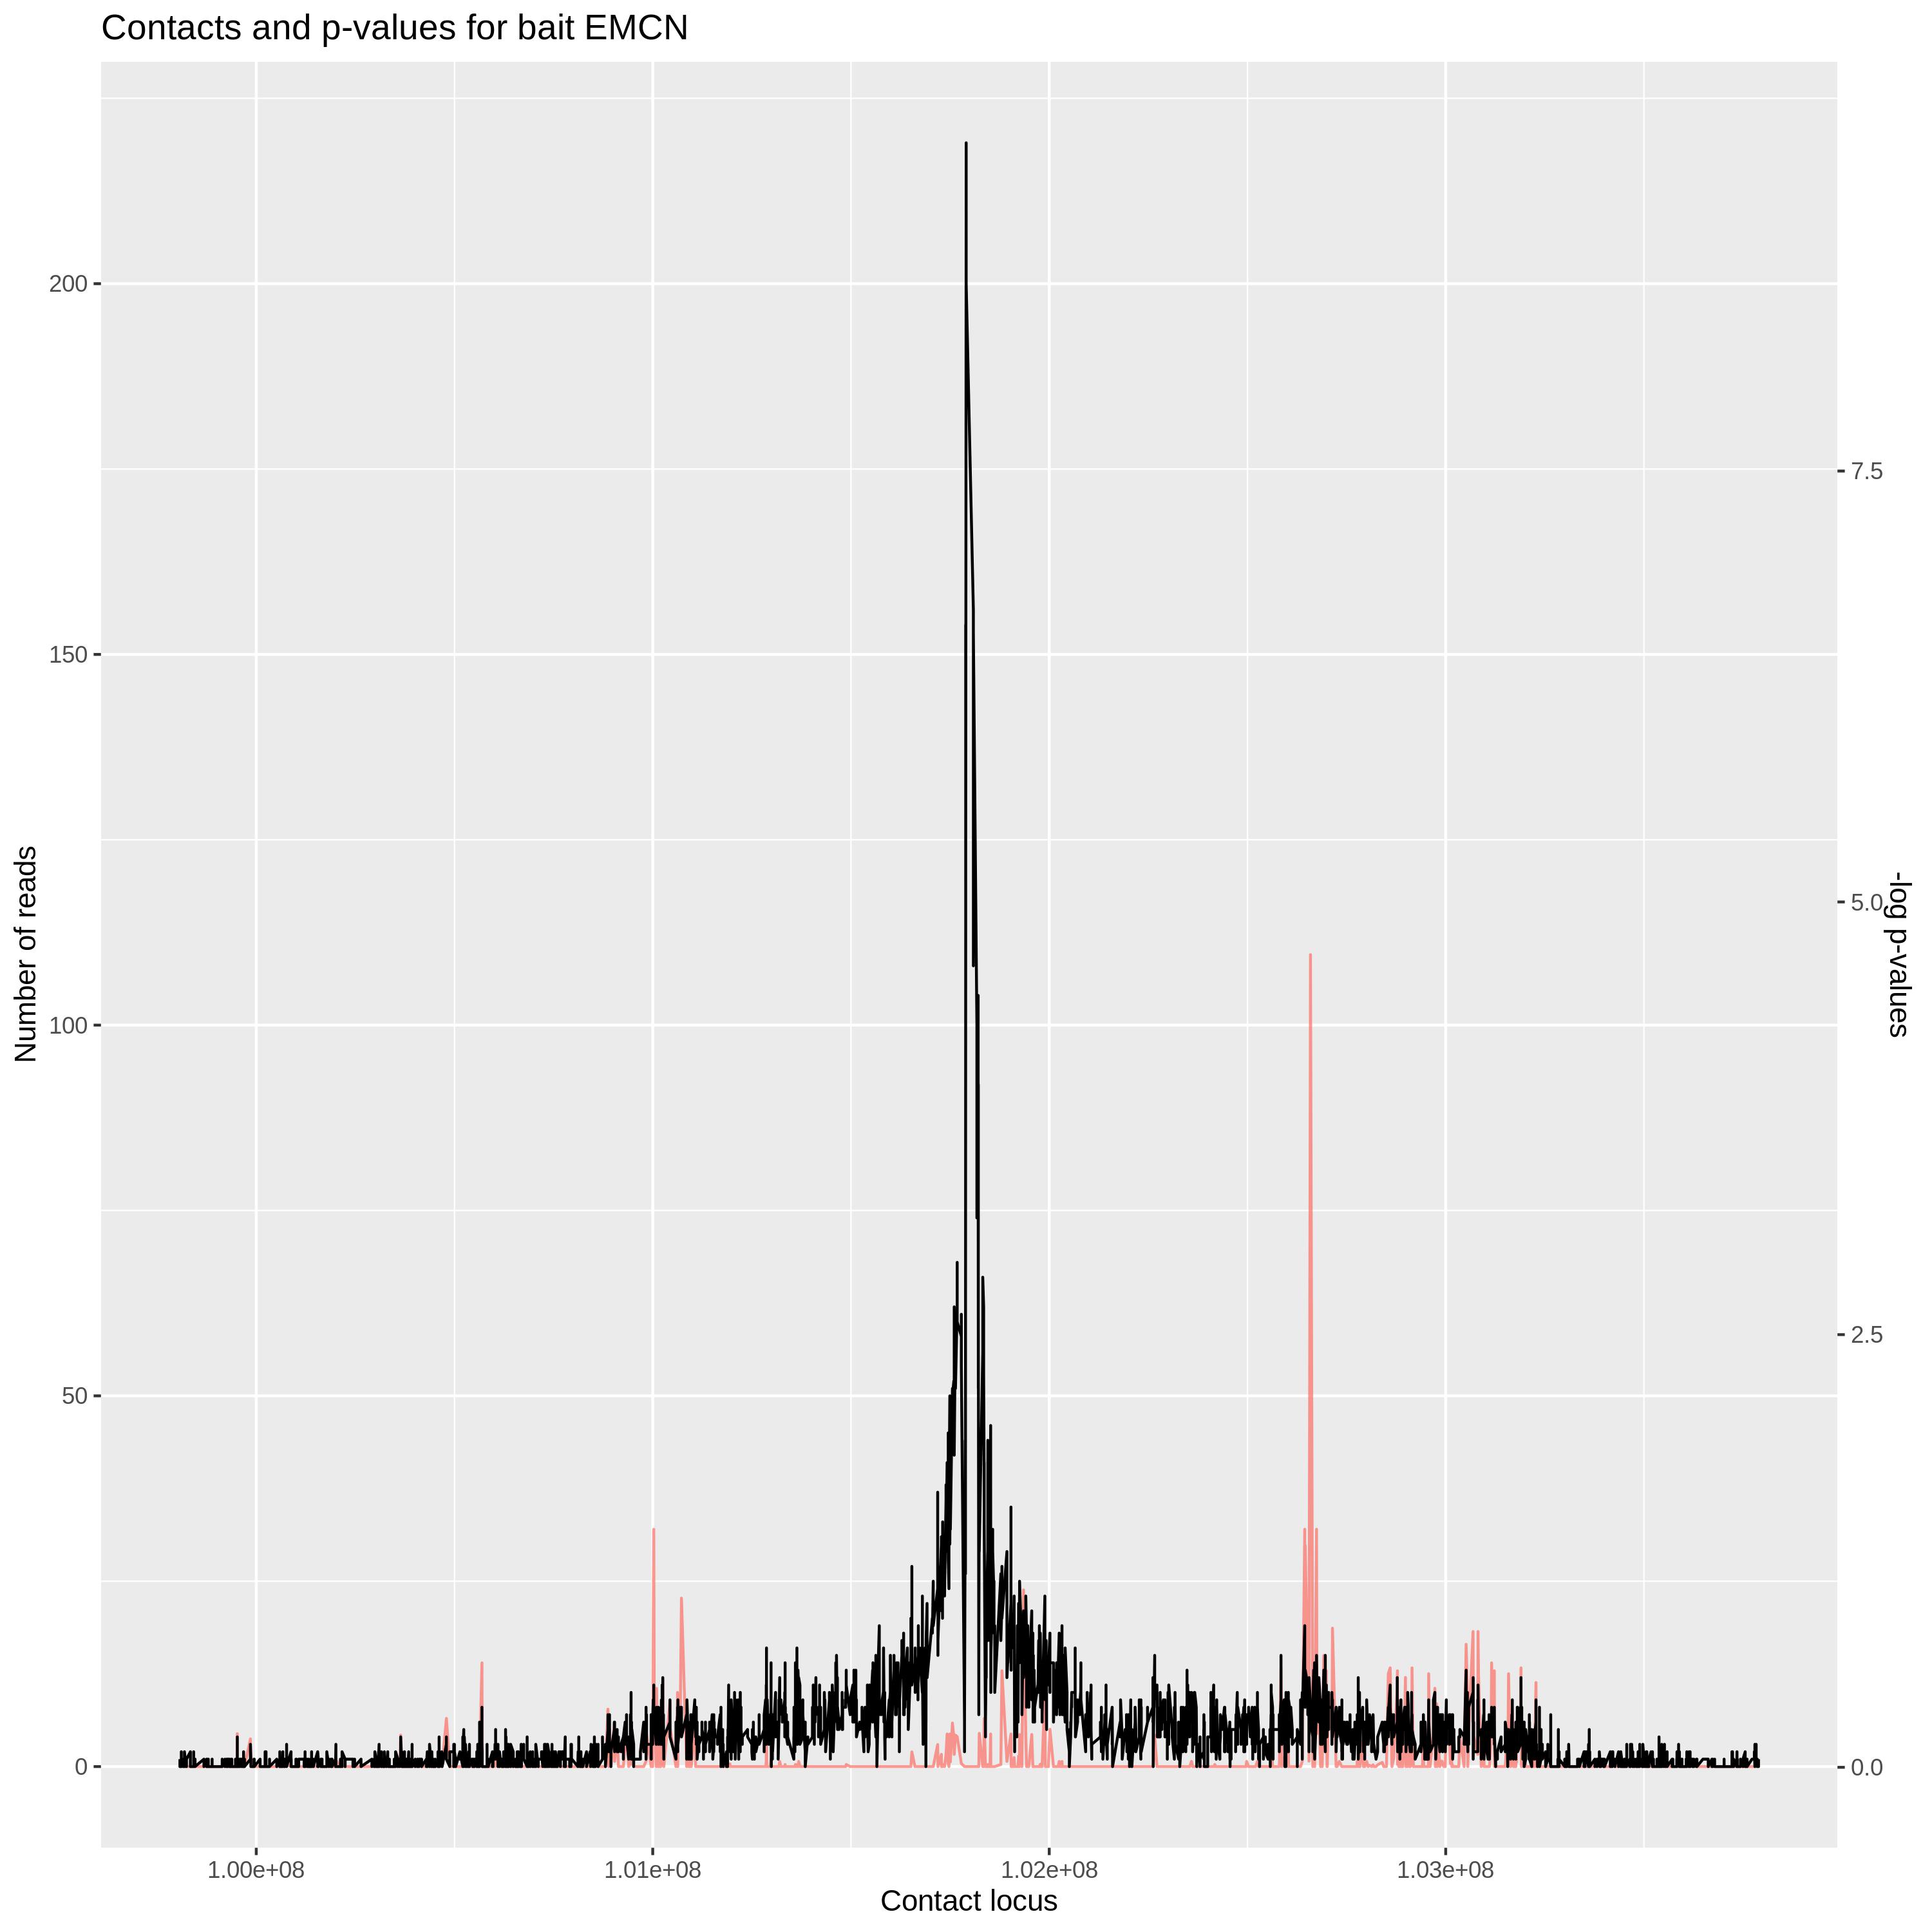 Contacts and p-values for bait EMCN
200
150
100
50
0
Number of reads
7.5
5.0
2.5
0.0
-log p-values
1.00e+08 1.01e+08 1.02e+08 1.03e+08
Contact locus